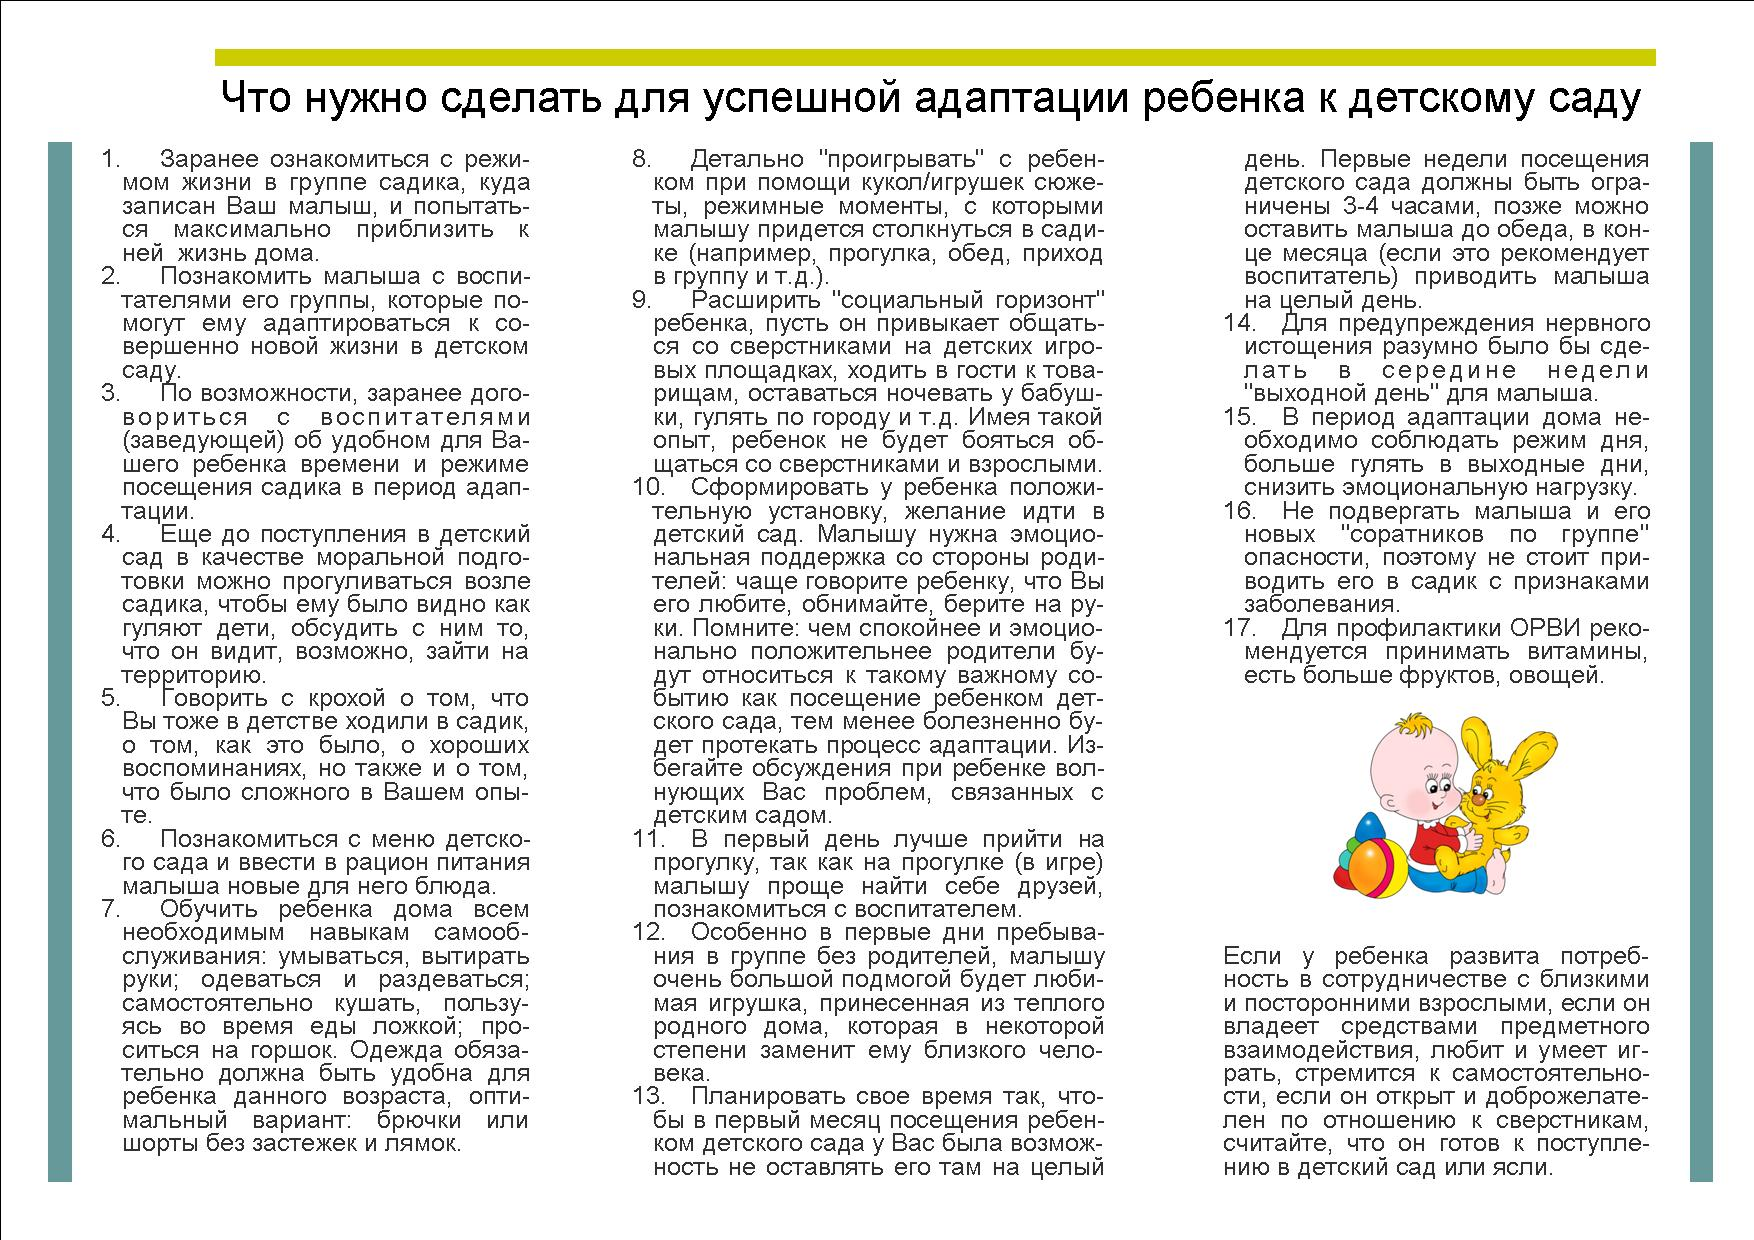 Что нужно сделать для успешной адаптации ребенка к детскому саду
1. Заранее ознакомиться с режи-
мом жизни в группе садика, куда
записан Ваш малыш, и попытать-
ся максимально приблизить к
ней жизнь дома.
2. Познакомить малыша с воспи-
тателями его группы, которые по-
могут ему адаптироваться к со-
вершенно новой жизни в детском
саду.
3. По возможности, заранее дого-
вориться с воспитателями
(заведующей) об удобном для Ва-
шего ребенка времени и режиме
посещения садика в период адап-
тации.
4. Еще до поступления в детский
сад в качестве моральной подго-
товки можно прогуливаться возле
садика, чтобы ему было видно как
гуляют дети, обсудить с ним то,
что он видит, возможно, зайти на
территорию.
5. Говорить с крохой о том, что
Вы тоже в детстве ходили в садик,
о том, как это было, о хороших
воспоминаниях, но также и о том,
что было сложного в Вашем опы-
те.
6. Познакомиться с меню детско-
го сада и ввести в рацион питания
малыша новые для него блюда.
7. Обучить ребенка дома всем
необходимым навыкам самооб-
служивания: умываться, вытирать
руки; одеваться и раздеваться;
самостоятельно кушать, пользу-
ясь во время еды ложкой; про-
ситься на горшок. Одежда обяза-
тельно должна быть удобна для
ребенка данного возраста, опти-
мальный вариант: брючки или
шорты без застежек и лямок.
8. Детально "проигрывать" с ребен-
ком при помощи кукол/игрушек сюже-
ты, режимные моменты, с которыми
малышу придется столкнуться в сади-
ке (например, прогулка, обед, приход
в группу и т.д.).
9. Расширить "социальный горизонт"
ребенка, пусть он привыкает общать-
ся со сверстниками на детских игро-
вых площадках, ходить в гости к това-
рищам, оставаться ночевать у бабуш-
ки, гулять по городу и т.д. Имея такой
опыт, ребенок не будет бояться об-
щаться со сверстниками и взрослыми.
10. Сформировать у ребенка положи-
тельную установку, желание идти в
детский сад. Малышу нужна эмоцио-
нальная поддержка со стороны роди-
телей: чаще говорите ребенку, что Вы
его любите, обнимайте, берите на ру-
ки. Помните: чем спокойнее и эмоцио-
нально положительнее родители бу-
дут относиться к такому важному со-
бытию как посещение ребенком дет-
ского сада, тем менее болезненно бу-
дет протекать процесс адаптации. Из-
бегайте обсуждения при ребенке вол-
нующих Вас проблем, связанных с
детским садом.
11. В первый день лучше прийти на
прогулку, так как на прогулке (в игре)
малышу проще найти себе друзей,
познакомиться с воспитателем.
12. Особенно в первые дни пребыва-
ния в группе без родителей, малышу
очень большой подмогой будет люби-
мая игрушка, принесенная из теплого
родного дома, которая в некоторой
степени заменит ему близкого чело-
века.
13. Планировать свое время так, что-
бы в первый месяц посещения ребен-
ком детского сада у Вас была возмож-
ность не оставлять его там на целый
день. Первые недели посещения
детского сада должны быть огра-
ничены 3-4 часами, позже можно
оставить малыша до обеда, в кон-
це месяца (если это рекомендует
воспитатель) приводить малыша
на целый день.
14. Для предупреждения нервного
истощения разумно было бы сде-
лать в середине недели
"выходной день" для малыша.
15. В период адаптации дома не-
обходимо соблюдать режим дня,
больше гулять в выходные дни,
снизить эмоциональную нагрузку.
16. Не подвергать малыша и его
новых "соратников по группе"
опасности, поэтому не стоит при-
водить его в садик с признаками
заболевания.
17. Для профилактики ОРВИ реко-
мендуется принимать витамины,
есть больше фруктов, овощей.
Если у ребенка развита потреб-
ность в сотрудничестве с близкими
и посторонними взрослыми, если он
владеет средствами предметного
взаимодействия, любит и умеет иг-
рать, стремится к самостоятельно-
сти, если он открыт и доброжелате-
лен по отношению к сверстникам,
считайте, что он готов к поступле-
нию в детский сад или ясли.